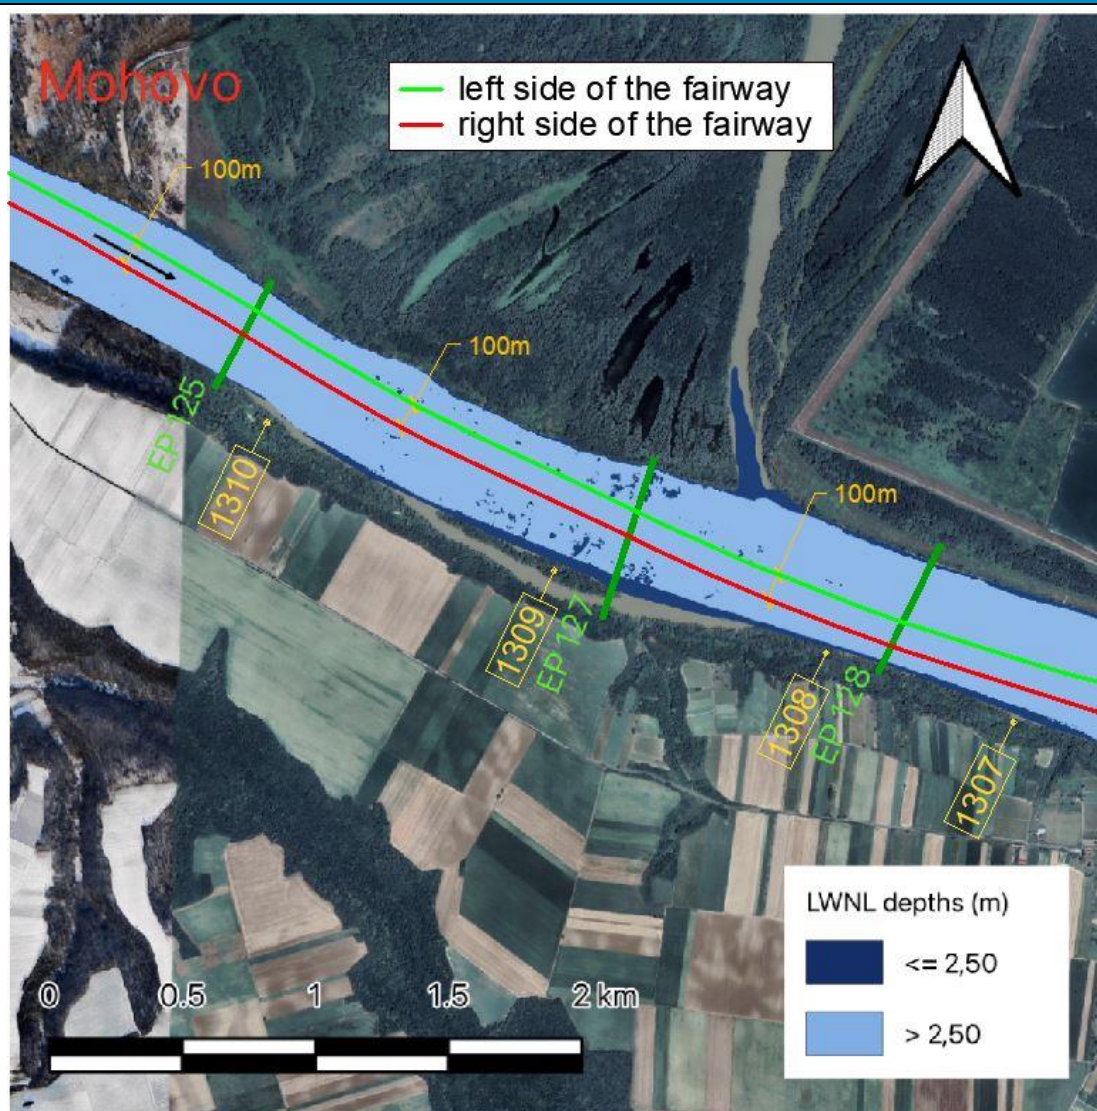 Mohovo
left side of the fairway
right side of the fairway
100m
100m
EP 125
1310
100m
1309
EP 127
1308
EP 128
1307
LWNL depths (m)
<= 2,50
> 2,50
0 0.5 1 1.5 2 km